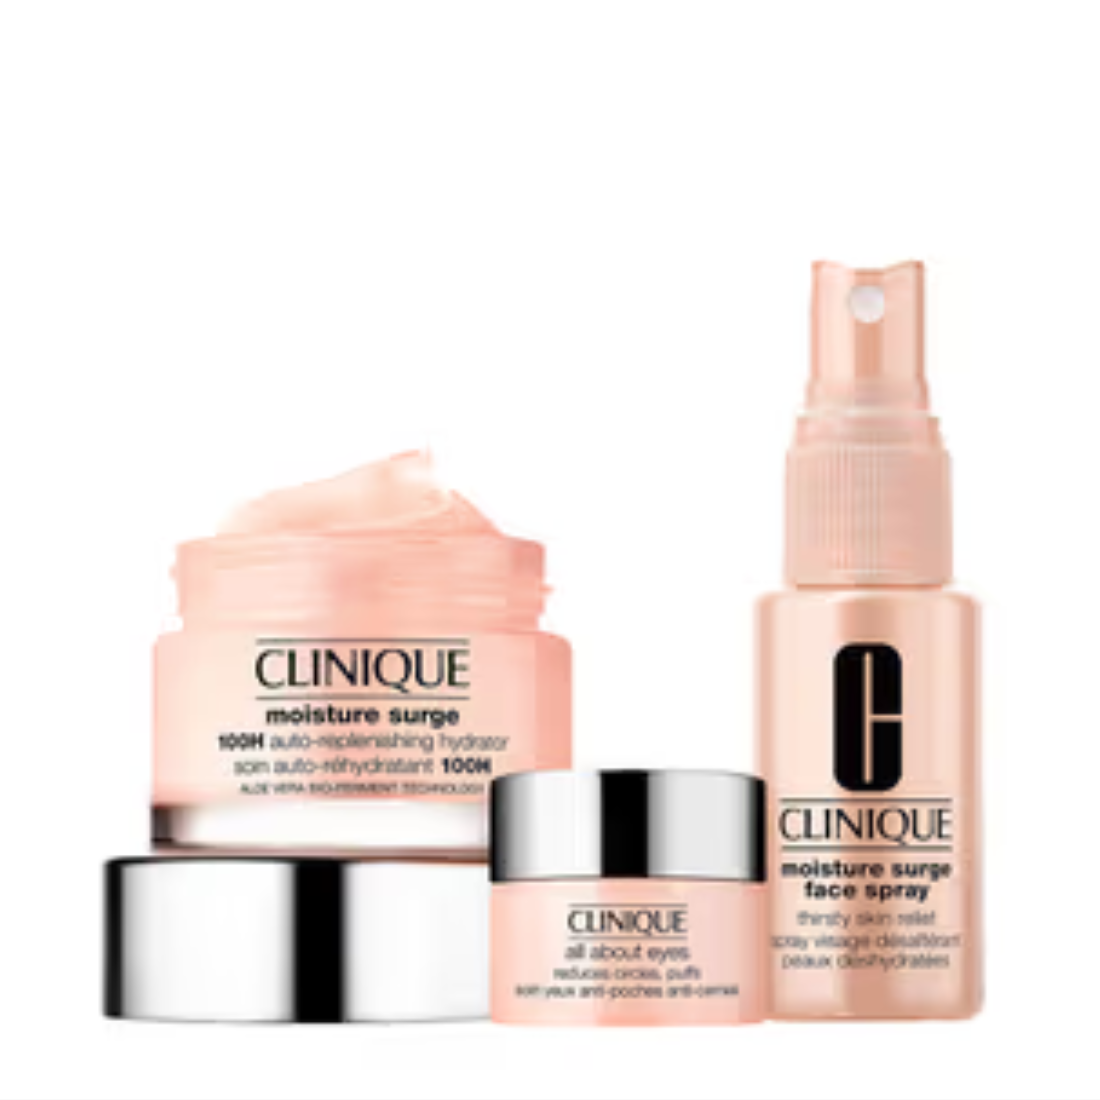 CLINIQUE
moisture surge
100H auto-replenishing hydrator
soin auto-réhydratant 100H
ALOE VERA BIO-FERMENT TECHNOLOGY
CLINIQUE
all about eyes
reduces circles, puffs
soin yeux anti-poches anti-cernes
C
CLINIQUE
moisture surge
face spray
thirsty skin relief
spray visage désaltérant
peaux déshydratées